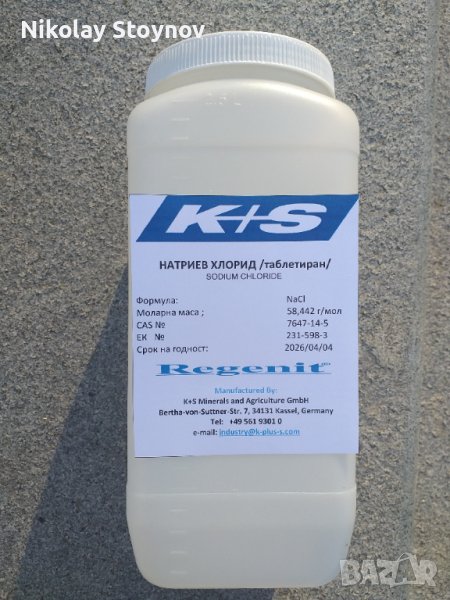 Nikolay Stoynov
K+S
НАТРИЕВ ХЛОРИД /таблетиран/
SODIUM CHLORIDE
Формула: NaCl
Моларна маса ; 58,442 г/мол
CAS № 7647-14-5
ЕК № 231-598-3
Срок на годност: 2026/04/04
Regenit®
Manufactured By:
K+S Minerals and Agriculture GmbH
Bertha-von-Suttner-Str. 7, 34131 Kassel, Germany
Tel: +49 561 9301 0
e-mail: industry@k-plus-s.com
BAZAR